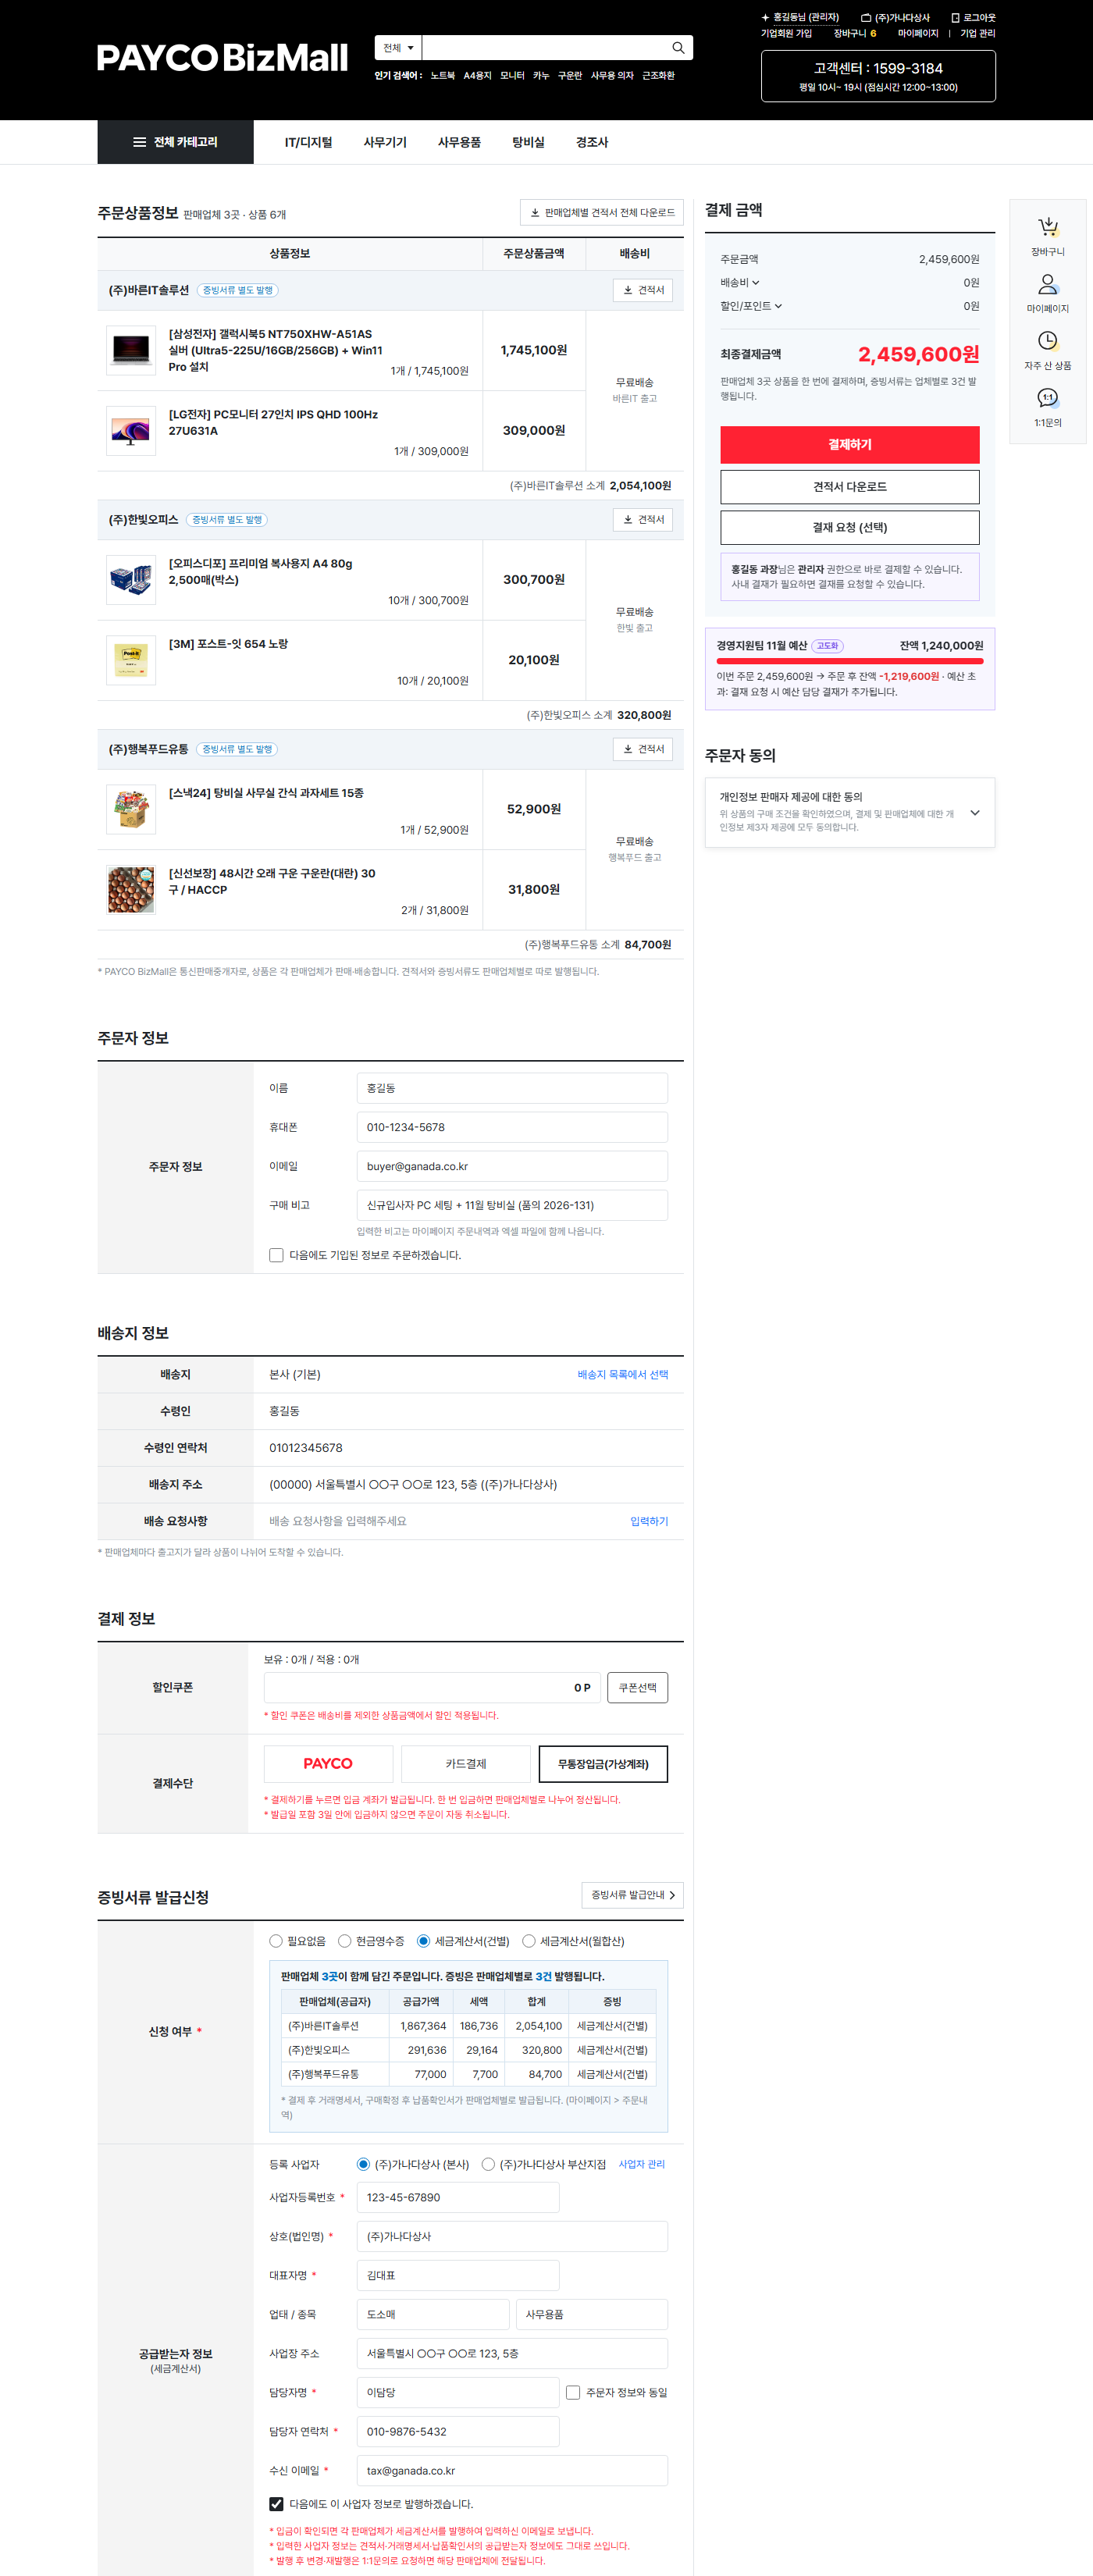 홍길동님 (관리자) (주)가나다상사 로그아웃
기업회원 가입 장바구니 6 마이페이지 | 기업 관리
PAYCO BizMall
전체
인기 검색어 : 노트북 A4용지 모니터 카누 구운란 사무용 의자 근조화환
고객센터 : 1599-3184
평일 10시~ 19시 (점심시간 12:00~13:00)
전체 카테고리 IT/디지털 사무기기 사무용품 탕비실 경조사
주문상품정보 판매업체 3곳 · 상품 6개
판매업체별 견적서 전체 다운로드
상품정보 주문상품금액 배송비
(주)바른IT솔루션 증빙서류 별도 발행 견적서
[삼성전자] 갤럭시북5 NT750XHW-A51AS
실버 (Ultra5-225U/16GB/256GB) + Win11
Pro 설치
1개 / 1,745,100원
1,745,100원
무료배송
바른IT 출고
[LG전자] PC모니터 27인치 IPS QHD 100Hz
27U631A
1개 / 309,000원
309,000원
(주)바른IT솔루션 소계 2,054,100원
(주)한빛오피스 증빙서류 별도 발행 견적서
[오피스디포] 프리미엄 복사용지 A4 80g
2,500매(박스)
10개 / 300,700원
300,700원
무료배송
한빛 출고
Post-it
[3M] 포스트-잇 654 노랑
10개 / 20,100원
20,100원
(주)한빛오피스 소계 320,800원
(주)행복푸드유통 증빙서류 별도 발행 견적서
[스낵24] 탕비실 사무실 간식 과자세트 15종
1개 / 52,900원
52,900원
무료배송
행복푸드 출고
[신선보장] 48시간 오래 구운 구운란(대란) 30
구 / HACCP
2개 / 31,800원
31,800원
(주)행복푸드유통 소계 84,700원
* PAYCO BizMall은 통신판매중개자로, 상품은 각 판매업체가 판매·배송합니다. 견적서와 증빙서류도 판매업체별로 따로 발행됩니다.
결제 금액
주문금액 2,459,600원
배송비 0원
할인/포인트 0원
최종결제금액 2,459,600원
판매업체 3곳 상품을 한 번에 결제하며, 증빙서류는 업체별로 3건 발
행됩니다.
결제하기
견적서 다운로드
결재 요청 (선택)
홍길동 과장님은 관리자 권한으로 바로 결제할 수 있습니다.
사내 결재가 필요하면 결재를 요청할 수 있습니다.
경영지원팀 11월 예산 고도화 잔액 1,240,000원
이번 주문 2,459,600원 → 주문 후 잔액 -1,219,600원 · 예산 초
과: 결재 요청 시 예산 담당 결재가 추가됩니다.
주문자 동의
개인정보 판매자 제공에 대한 동의
위 상품의 구매 조건을 확인하였으며, 결제 및 판매업체에 대한 개
인정보 제3자 제공에 모두 동의합니다.
장바구니
마이페이지
자주 산 상품
1:1
1:1문의
주문자 정보
주문자 정보
이름 홍길동
휴대폰 010-1234-5678
이메일 buyer@ganada.co.kr
구매 비고 신규입사자 PC 세팅 + 11월 탕비실 (품의 2026-131)
입력한 비고는 마이페이지 주문내역과 엑셀 파일에 함께 나옵니다.
다음에도 기입된 정보로 주문하겠습니다.
배송지 정보
배송지 본사 (기본) 배송지 목록에서 선택
수령인 홍길동
수령인 연락처 01012345678
배송지 주소 (00000) 서울특별시 〇〇구 〇〇로 123, 5층 ((주)가나다상사)
배송 요청사항 배송 요청사항을 입력해주세요 입력하기
* 판매업체마다 출고지가 달라 상품이 나뉘어 도착할 수 있습니다.
결제 정보
할인쿠폰
보유 : 0개 / 적용 : 0개
0 P 쿠폰선택
* 할인 쿠폰은 배송비를 제외한 상품금액에서 할인 적용됩니다.
결제수단
PAYCO 카드결제 무통장입금(가상계좌)
* 결제하기를 누르면 입금 계좌가 발급됩니다. 한 번 입금하면 판매업체별로 나누어 정산됩니다.
* 발급일 포함 3일 안에 입금하지 않으면 주문이 자동 취소됩니다.
증빙서류 발급신청 증빙서류 발급안내
신청 여부 *
필요없음 현금영수증 세금계산서(건별) 세금계산서(월합산)
판매업체 3곳이 함께 담긴 주문입니다. 증빙은 판매업체별로 3건 발행됩니다.
판매업체(공급자) 공급가액 세액 합계 증빙
(주)바른IT솔루션 1,867,364 186,736 2,054,100 세금계산서(건별)
(주)한빛오피스 291,636 29,164 320,800 세금계산서(건별)
(주)행복푸드유통 77,000 7,700 84,700 세금계산서(건별)
* 결제 후 거래명세서, 구매확정 후 납품확인서가 판매업체별로 발급됩니다. (마이페이지 > 주문내
역)
공급받는자 정보
(세금계산서)
등록 사업자 (주)가나다상사 (본사) (주)가나다상사 부산지점 사업자 관리
사업자등록번호 * 123-45-67890
상호(법인명) * (주)가나다상사
대표자명 * 김대표
업태 / 종목 도소매 사무용품
사업장 주소 서울특별시 〇〇구 〇〇로 123, 5층
담당자명 * 이담당 주문자 정보와 동일
담당자 연락처 * 010-9876-5432
수신 이메일 * tax@ganada.co.kr
다음에도 이 사업자 정보로 발행하겠습니다.
* 입금이 확인되면 각 판매업체가 세금계산서를 발행하여 입력하신 이메일로 보냅니다.
* 입력한 사업자 정보는 견적서·거래명세서·납품확인서의 공급받는자 정보에도 그대로 쓰입니다.
* 발행 후 변경·재발행은 1:1문의로 요청하면 해당 판매업체에 전달됩니다.